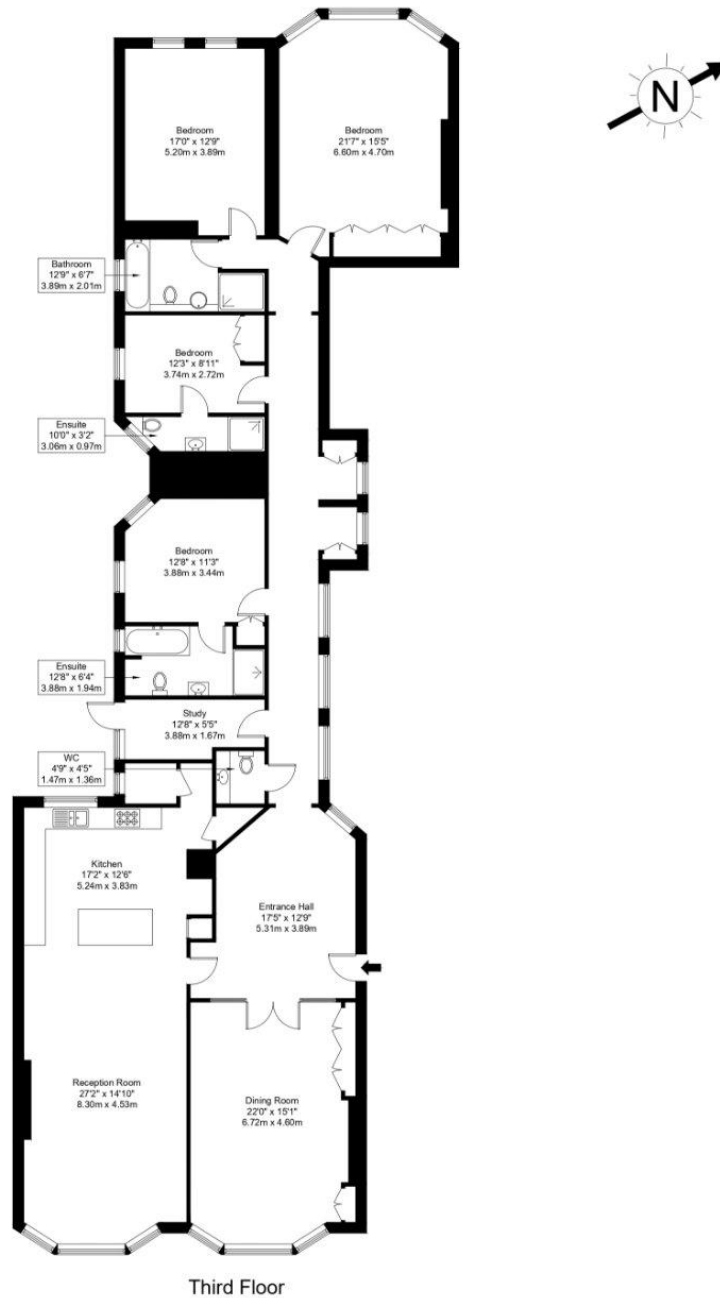 N
Bedroom
17'0" x 12'9"
5.20m x 3.89m
Bedroom
21'7" x 15'5"
6.60m x 4.70m
Bathroom
12'9" x 6'7"
3.89m x 2.01m
Bedroom
12'3" x 8'11"
3.74m x 2.72m
Ensuite
10'0" x 3'2"
3.06m x 0.97m
Bedroom
12'8" x 11'3"
3.88m x 3.44m
Ensuite
12'8" x 6'4"
3.88m x 1.94m
Study
12'8" x 5'5"
3.88m x 1.67m
WC
4'9" x 4'5"
1.47m x 1.36m
Kitchen
17'2" x 12'6"
5.24m x 3.83m
Entrance Hall
17'5" x 12'9"
5.31m x 3.89m
Reception Room
27'2" x 14'10"
8.30m x 4.53m
Dining Room
22'0" x 15'1"
6.72m x 4.60m
Third Floor